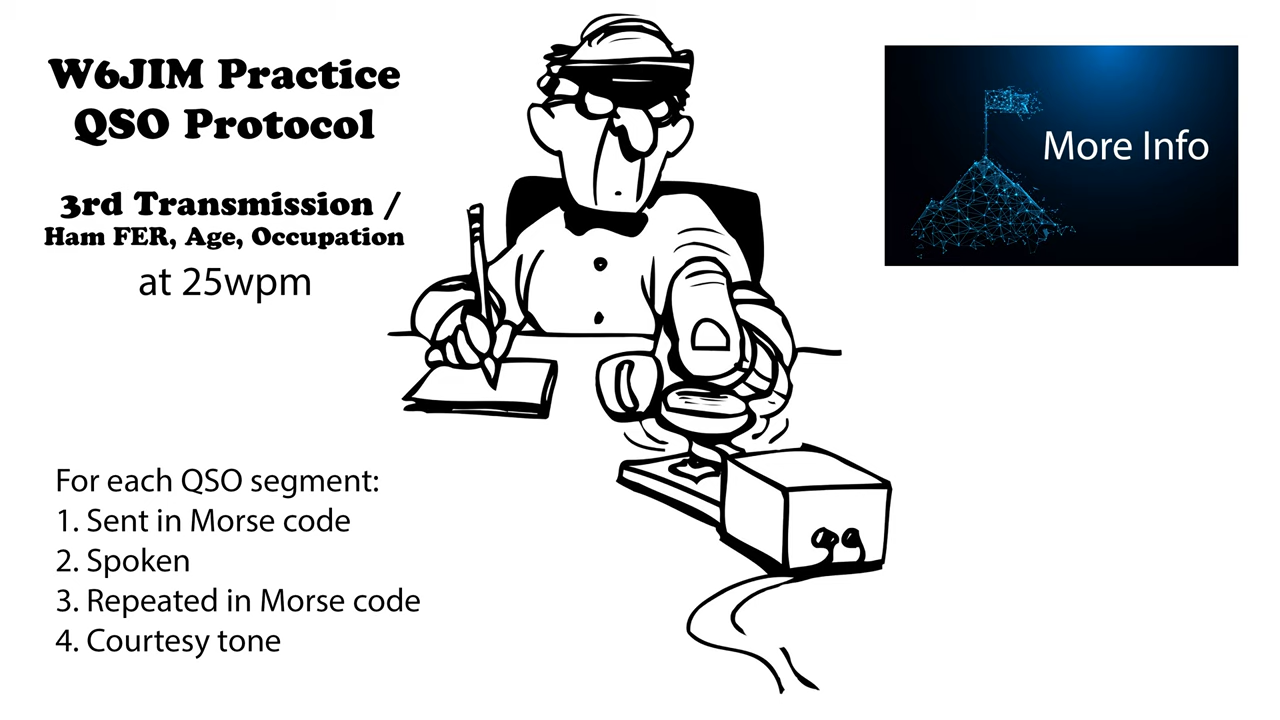 W6JIM Practice
QSO Protocol
3rd Transmission /
Ham FER, Age, Occupation
at 25wpm
More Info
For each QSO segment:
1. Sent in Morse code
2. Spoken
3. Repeated in Morse code
4. Courtesy tone